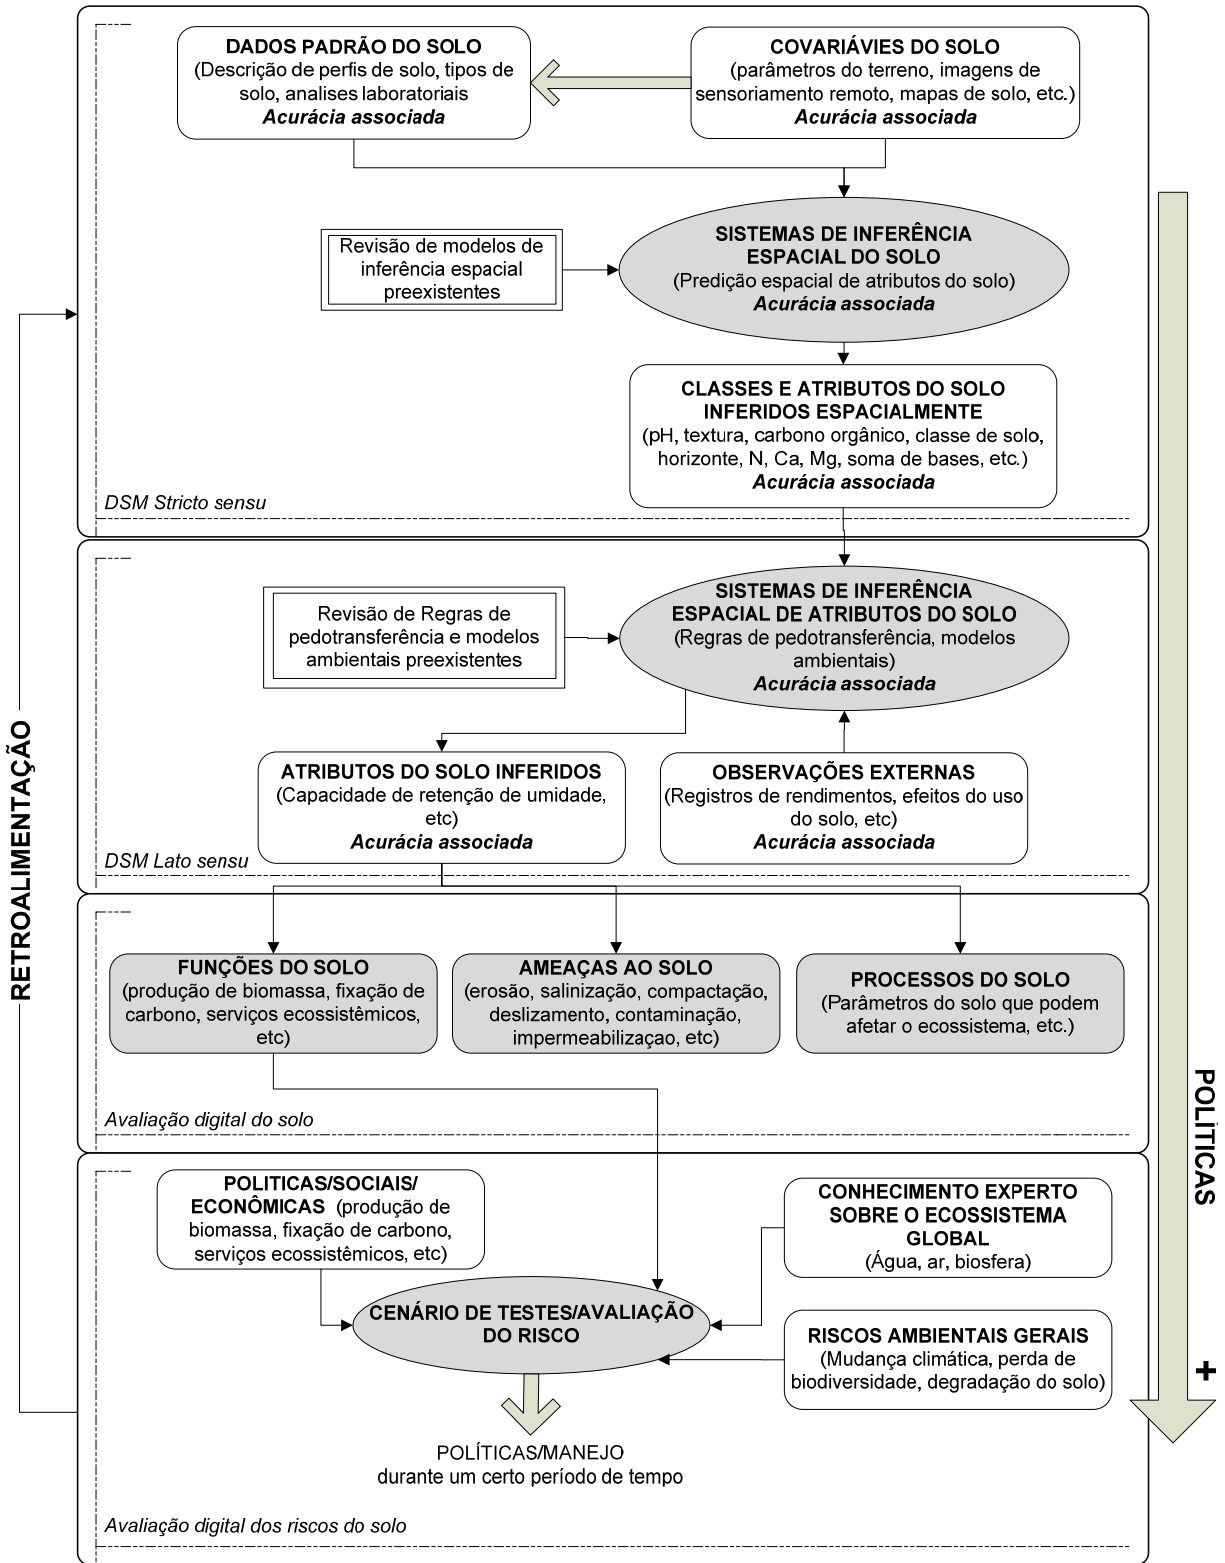 DADOS PADRÃO DO SOLO
(Descrição de perfis de solo, tipos de
solo, analises laboratoriais
Acurácia associada
COVARIÁVIES DO SOLO
(parâmetros do terreno, imagens de
sensoriamento remoto, mapas de solo, etc.)
Acurácia associada
SISTEMAS DE INFERÊNCIA
ESPACIAL DO SOLO
(Predição espacial de atributos do solo)
Acurácia associada
Revisão de modelos de
inferência espacial
preexistentes
CLASSES E ATRIBUTOS DO SOLO
INFERIDOS ESPACIALMENTE
(pH, textura, carbono orgânico, classe de solo,
horizonte, N, Ca, Mg, soma de bases, etc.)
Acurácia associada
DSM Stricto sensu
SISTEMAS DE INFERÊNCIA
ESPACIAL DE ATRIBUTOS DO SOLO
(Regras de pedotransferência, modelos
ambientais)
Acurácia associada
Revisão de Regras de
pedotransferência e modelos
ambientais preexistentes
ATRIBUTOS DO SOLO INFERIDOS
(Capacidade de retenção de umidade,
etc)
Acurácia associada
OBSERVAÇÕES EXTERNAS
(Registros de rendimentos, efeitos do uso
do solo, etc)
Acurácia associada
DSM Lato sensu
FUNÇÕES DO SOLO
(produção de biomassa, fixação de
carbono, serviços ecossistêmicos,
etc)
AMEAÇAS AO SOLO
(erosão, salinização, compactação,
deslizamento, contaminação,
impermeabilizaçao, etc)
PROCESSOS DO SOLO
(Parâmetros do solo que podem
afetar o ecossistema, etc.)
Avaliação digital do solo
POLITICAS/SOCIAIS/
ECONÔMICAS (produção de
biomassa, fixação de carbono,
serviços ecossistêmicos, etc)
CONHECIMENTO EXPERTO
SOBRE O ECOSSISTEMA
GLOBAL
(Água, ar, biosfera)
CENÁRIO DE TESTES/AVALIAÇÃO
DO RISCO
RISCOS AMBIENTAIS GERAIS
(Mudança climática, perda de
biodiversidade, degradação do solo)
POLÍTICAS/MANEJO
durante um certo período de tempo
Avaliação digital dos riscos do solo
RETROALIMENTAÇÃO
POLÍTICAS
+